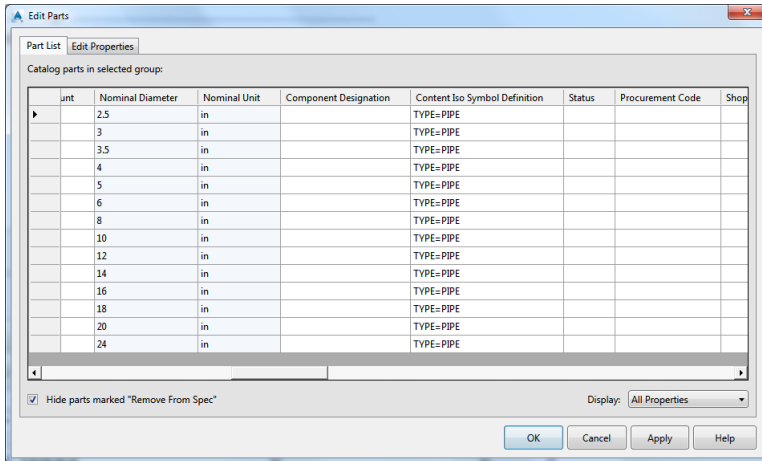 Edit Parts
Part List Edit Properties
Catalog parts in selected group:
unt Nominal Diameter Nominal Unit Component Designation Content Iso Symbol Definition Status Procurement Code Shop
2.5 in TYPE=PIPE
3 in TYPE=PIPE
3.5 in TYPE=PIPE
4 in TYPE=PIPE
5 in TYPE=PIPE
6 in TYPE=PIPE
8 in TYPE=PIPE
10 in TYPE=PIPE
12 in TYPE=PIPE
14 in TYPE=PIPE
16 in TYPE=PIPE
18 in TYPE=PIPE
20 in TYPE=PIPE
24 in TYPE=PIPE
Hide parts marked "Remove From Spec" Display: All Properties
OK Cancel Apply Help